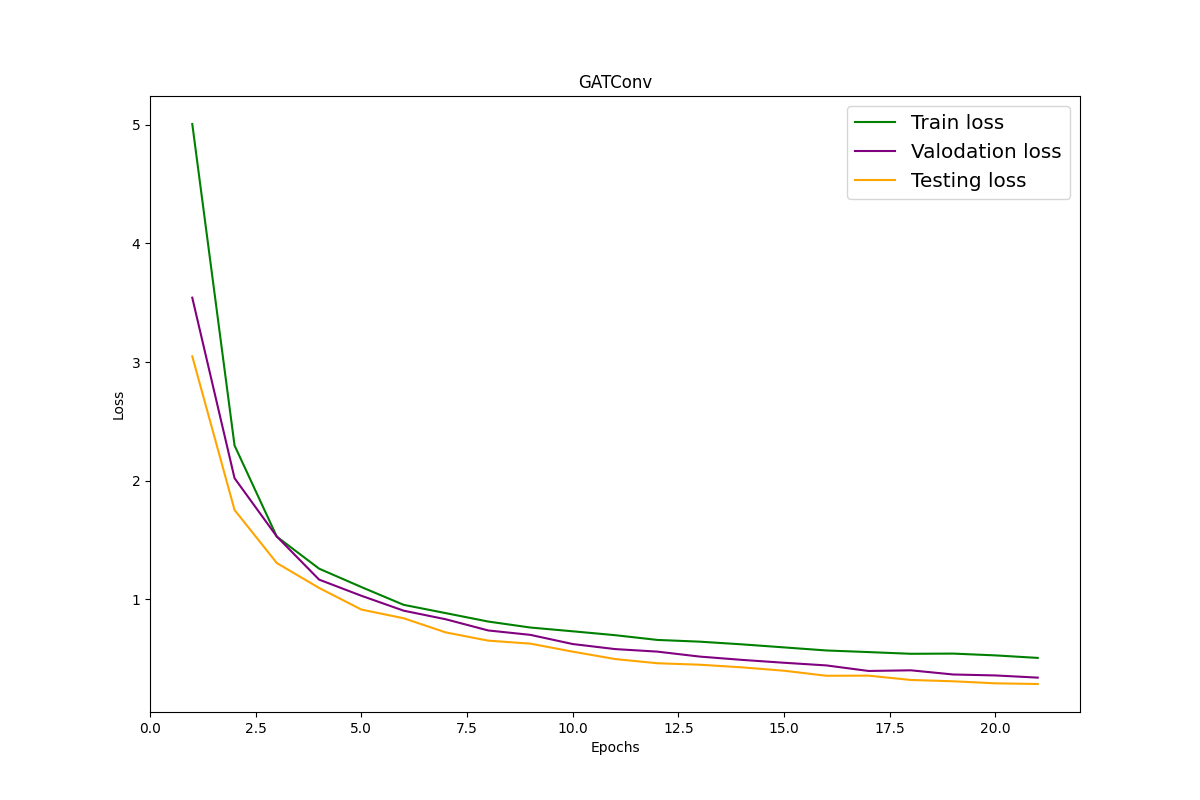 GATConv
Train loss
Valodation loss
Testing loss
5
4
3
2
1
Loss
0.0 2.5 5.0 7.5 10.0 12.5 15.0 17.5 20.0
Epochs